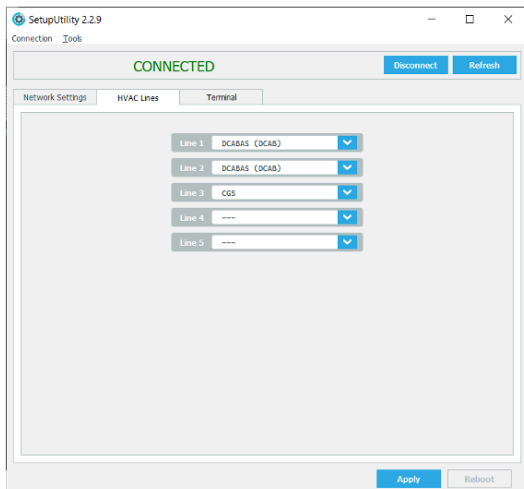 SetupUtility 2.2.9
Connection Tools
CONNECTED
Disconnect Refresh
Network Settings HVAC Lines Terminal
Line 1 DCABAS (DCAB)
Line 2 DCABAS (DCAB)
Line 3 CG5
Line 4 ---
Line 5 ---
Apply Reboot